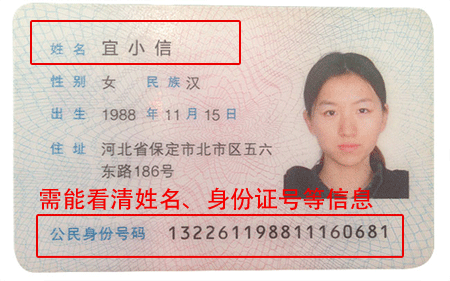 姓名 宜小信
性别 女 民族 汉
出生 1988 年 11 月 15 日
住址 河北省保定市北市区五六
东路186号
需能看清姓名、身份证号等信息
公民身份号码 132261198811160681